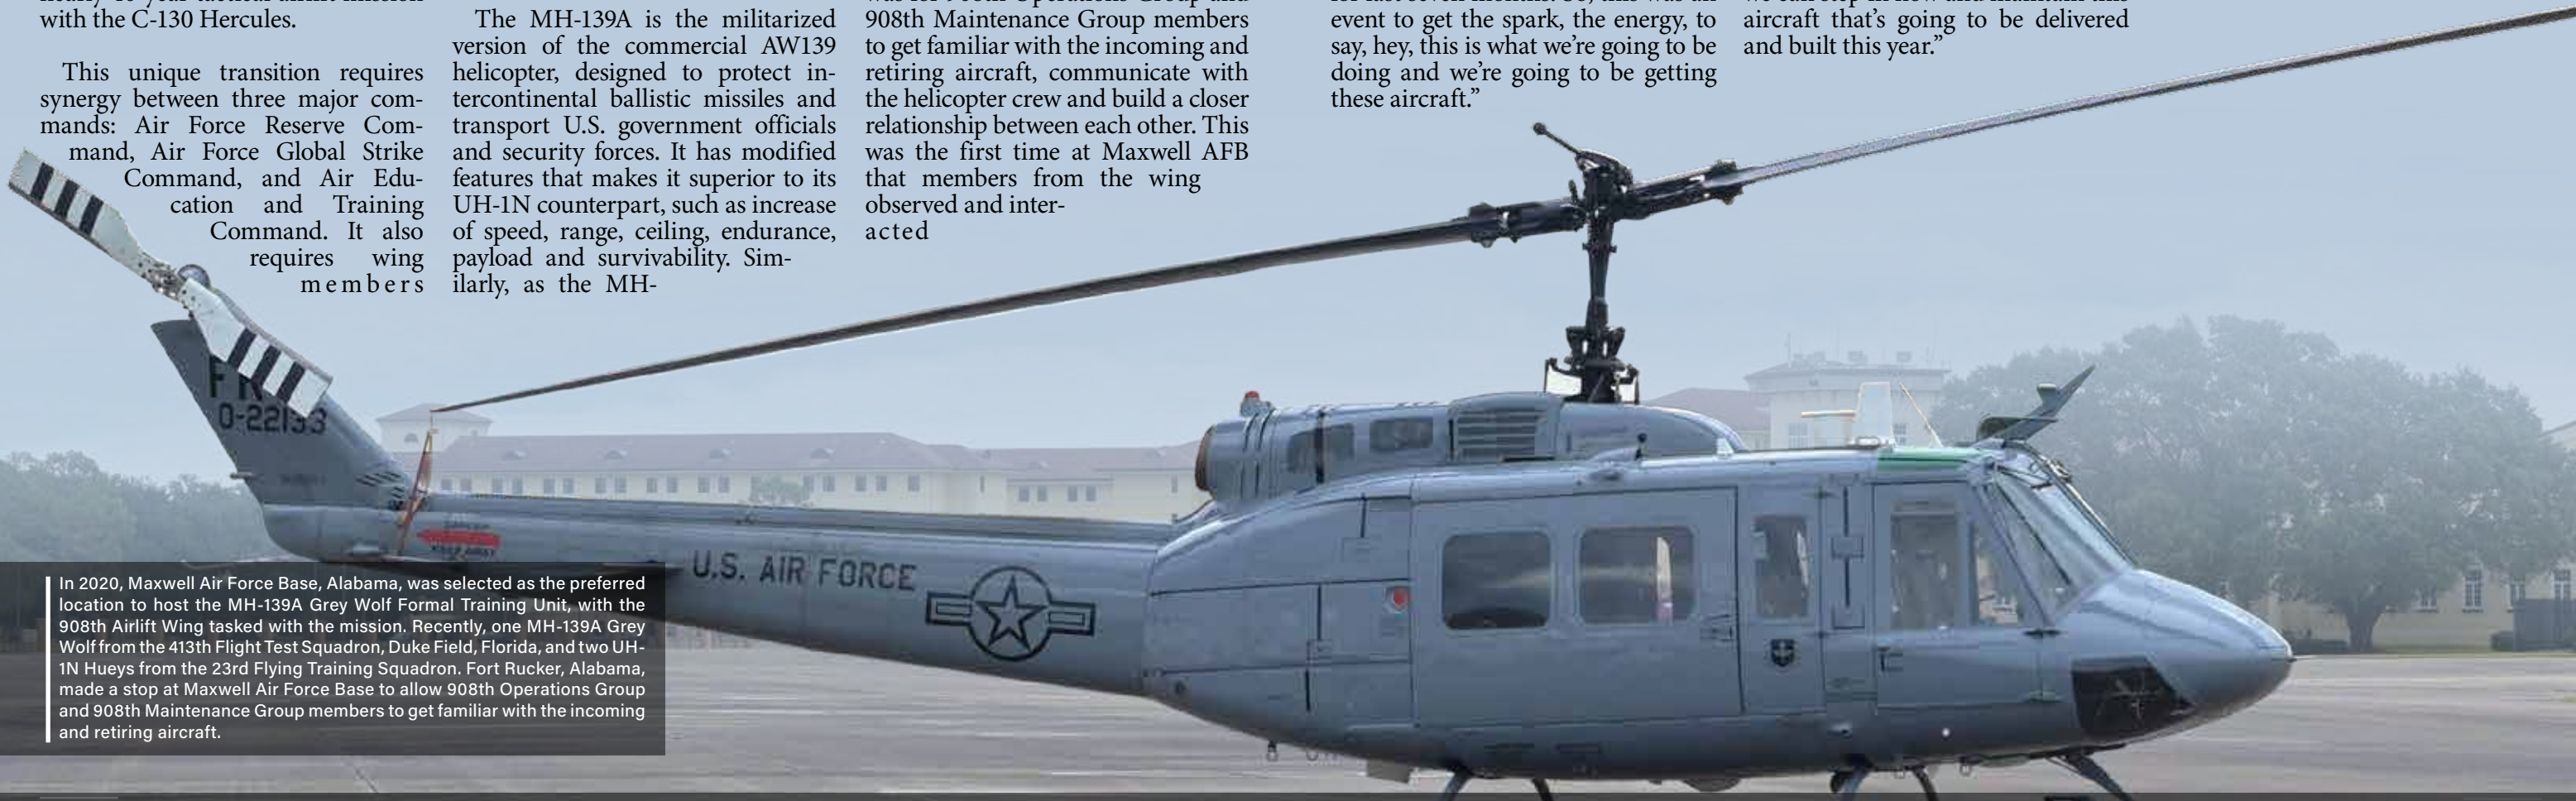 with the C-130 Hercules.
This unique transition requires
synergy between three major com-
mands: Air Force Reserve Com-
mand, Air Force Global Strike
Command, and Air Edu-
cation and Training
Command. It also
requires wing
members
The MH-139A is the militarized
version of the commercial AW139
helicopter, designed to protect in-
tercontinental ballistic missiles and
transport U.S. government officials
and security forces. It has modified
features that makes it superior to its
UH-1N counterpart, such as increase
of speed, range, ceiling, endurance,
payload and survivability. Sim-
ilarly, as the MH-
908th Maintenance Group members
to get familiar with the incoming and
retiring aircraft, communicate with
the helicopter crew and build a closer
relationship between each other. This
was the first time at Maxwell AFB
that members from the wing
observed and inter-
acted
event to get the spark, the energy, to
say, hey, this is what we're going to be
doing and we're going to be getting
these aircraft.”
aircraft that's going to be delivered
and built this year.”
0-22133
U.S. AIR FORCE
In 2020, Maxwell Air Force Base, Alabama, was selected as the preferred
location to host the MH-139A Grey Wolf Formal Training Unit, with the
908th Airlift Wing tasked with the mission. Recently, one MH-139A Grey
Wolf from the 413th Flight Test Squadron, Duke Field, Florida, and two UH-
1N Hueys from the 23rd Flying Training Squadron. Fort Rucker, Alabama,
made a stop at Maxwell Air Force Base to allow 908th Operations Group
and 908th Maintenance Group members to get familiar with the incoming
and retiring aircraft.